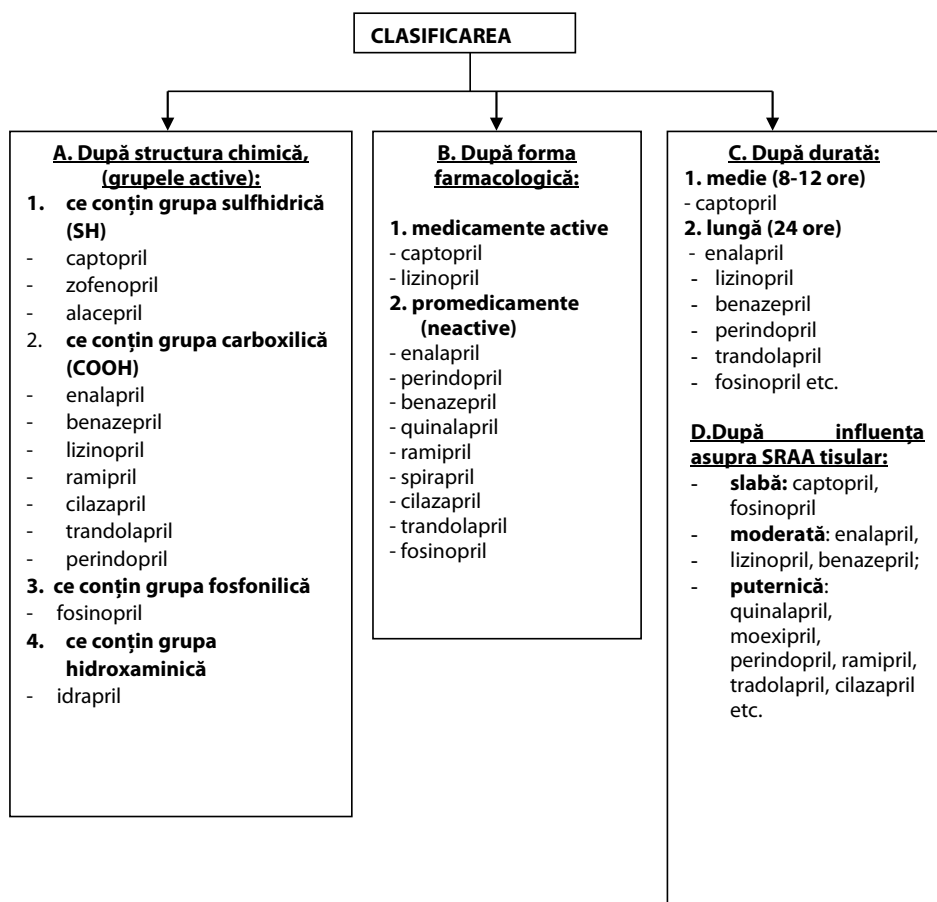 CLASIFICAREA
A. După structura chimică,
(grupele active):
1. ce conțin grupa sulfhidrică
(SH)
- captopril
- zofenopril
- alacepril
2. ce conțin grupa carboxilică
(COOH)
- enalapril
- benazepril
- lizinopril
- ramipril
- cilazapril
- trandolapril
- perindopril
3. ce conțin grupa fosfonilică
- fosinopril
4. ce conțin grupa
hidroxaminică
- idrapril
B. După forma
farmacologică:
1. medicamente active
- captopril
- lizinopril
2. promedicamente
(neactive)
- enalapril
- perindopril
- benazepril
- quinalapril
- ramipril
- spirapril
- cilazapril
- trandolapril
- fosinopril
C. După durată:
1. medie (8-12 ore)
- captopril
2. lungă (24 ore)
- enalapril
- lizinopril
- benazepril
- perindopril
- trandolapril
- fosinopril etc.
D.După influența
asupra SRAA tisular:
- slabă: captopril,
fosinopril
- moderată: enalapril,
- lizinopril, benazepril;
- puternică:
quinalapril,
moexipril,
perindopril, ramipril,
tradolapril, cilazapril
etc.